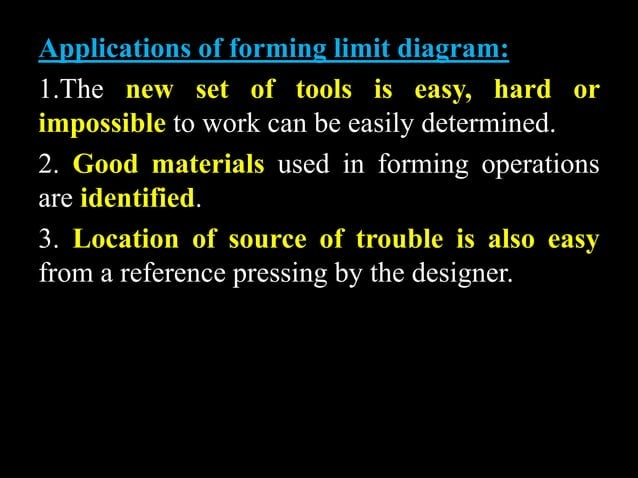 Applications of forming limit diagram:
1.The new set of tools is easy, hard or
impossible to work can be easily determined.
2. Good materials used in forming operations
are identified.
3. Location of source of trouble is also easy
from a reference pressing by the designer.